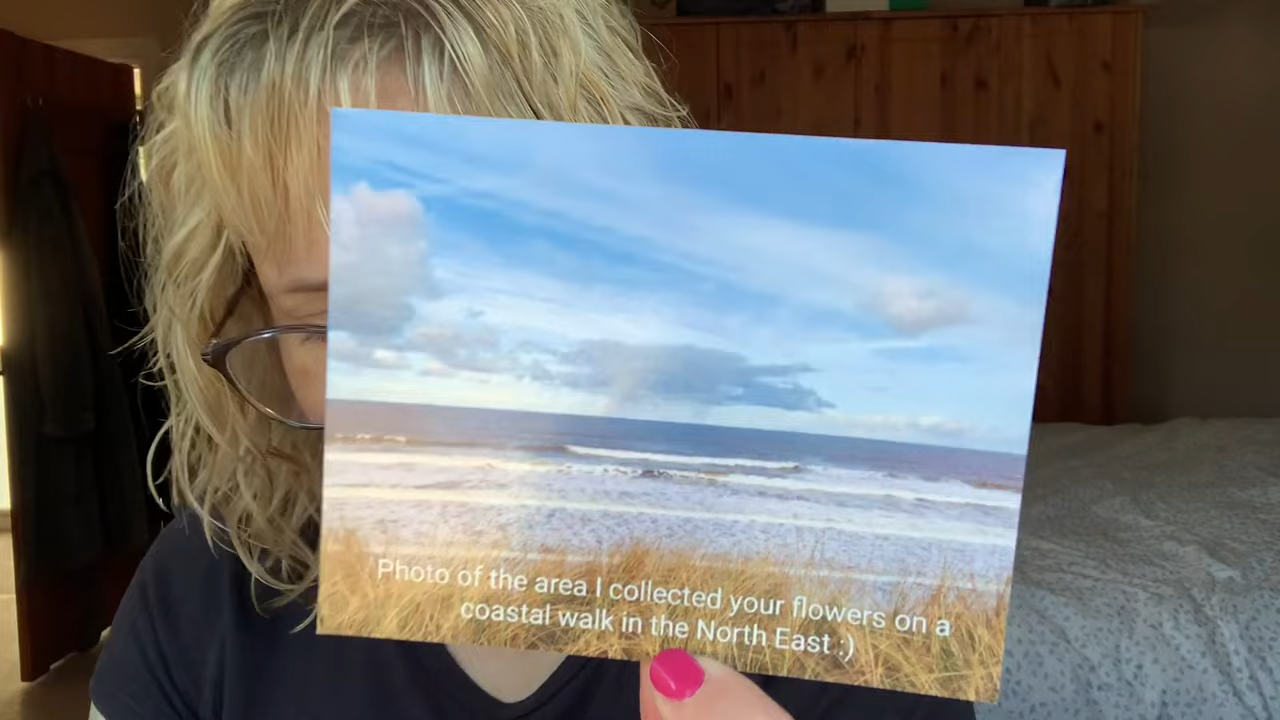 Photo of the area I collected your flowers on a
coastal walk in the North East :)